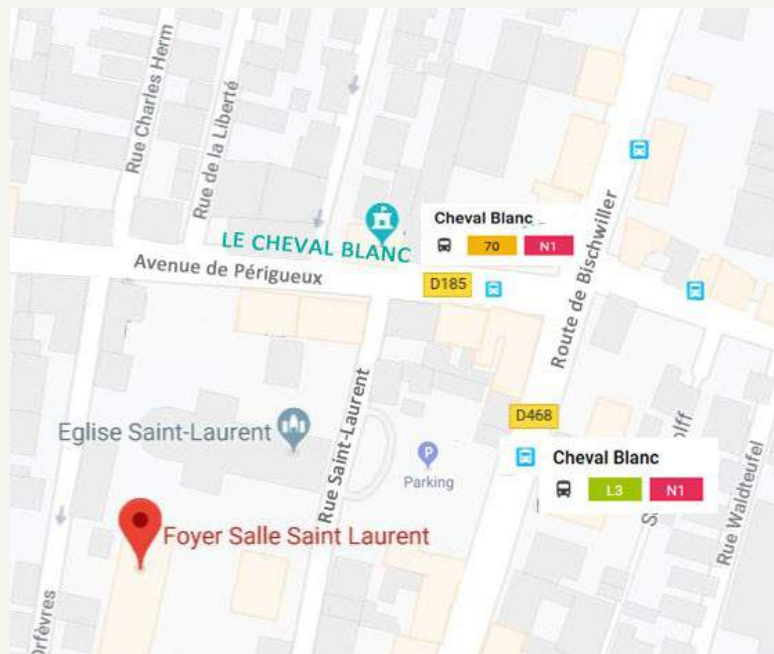 Rue Charles Herm
Rue de la Liberté
LE CHEVAL BLANC
Cheval Blanc
70 N1
Avenue de Périgueux
D185
Route de Bischwiller
D468
Eglise Saint-Laurent
Rue Saint-Laurent
P
Parking
Cheval Blanc
L3 N1
Rue Waldteufel
Foyer Salle Saint Laurent